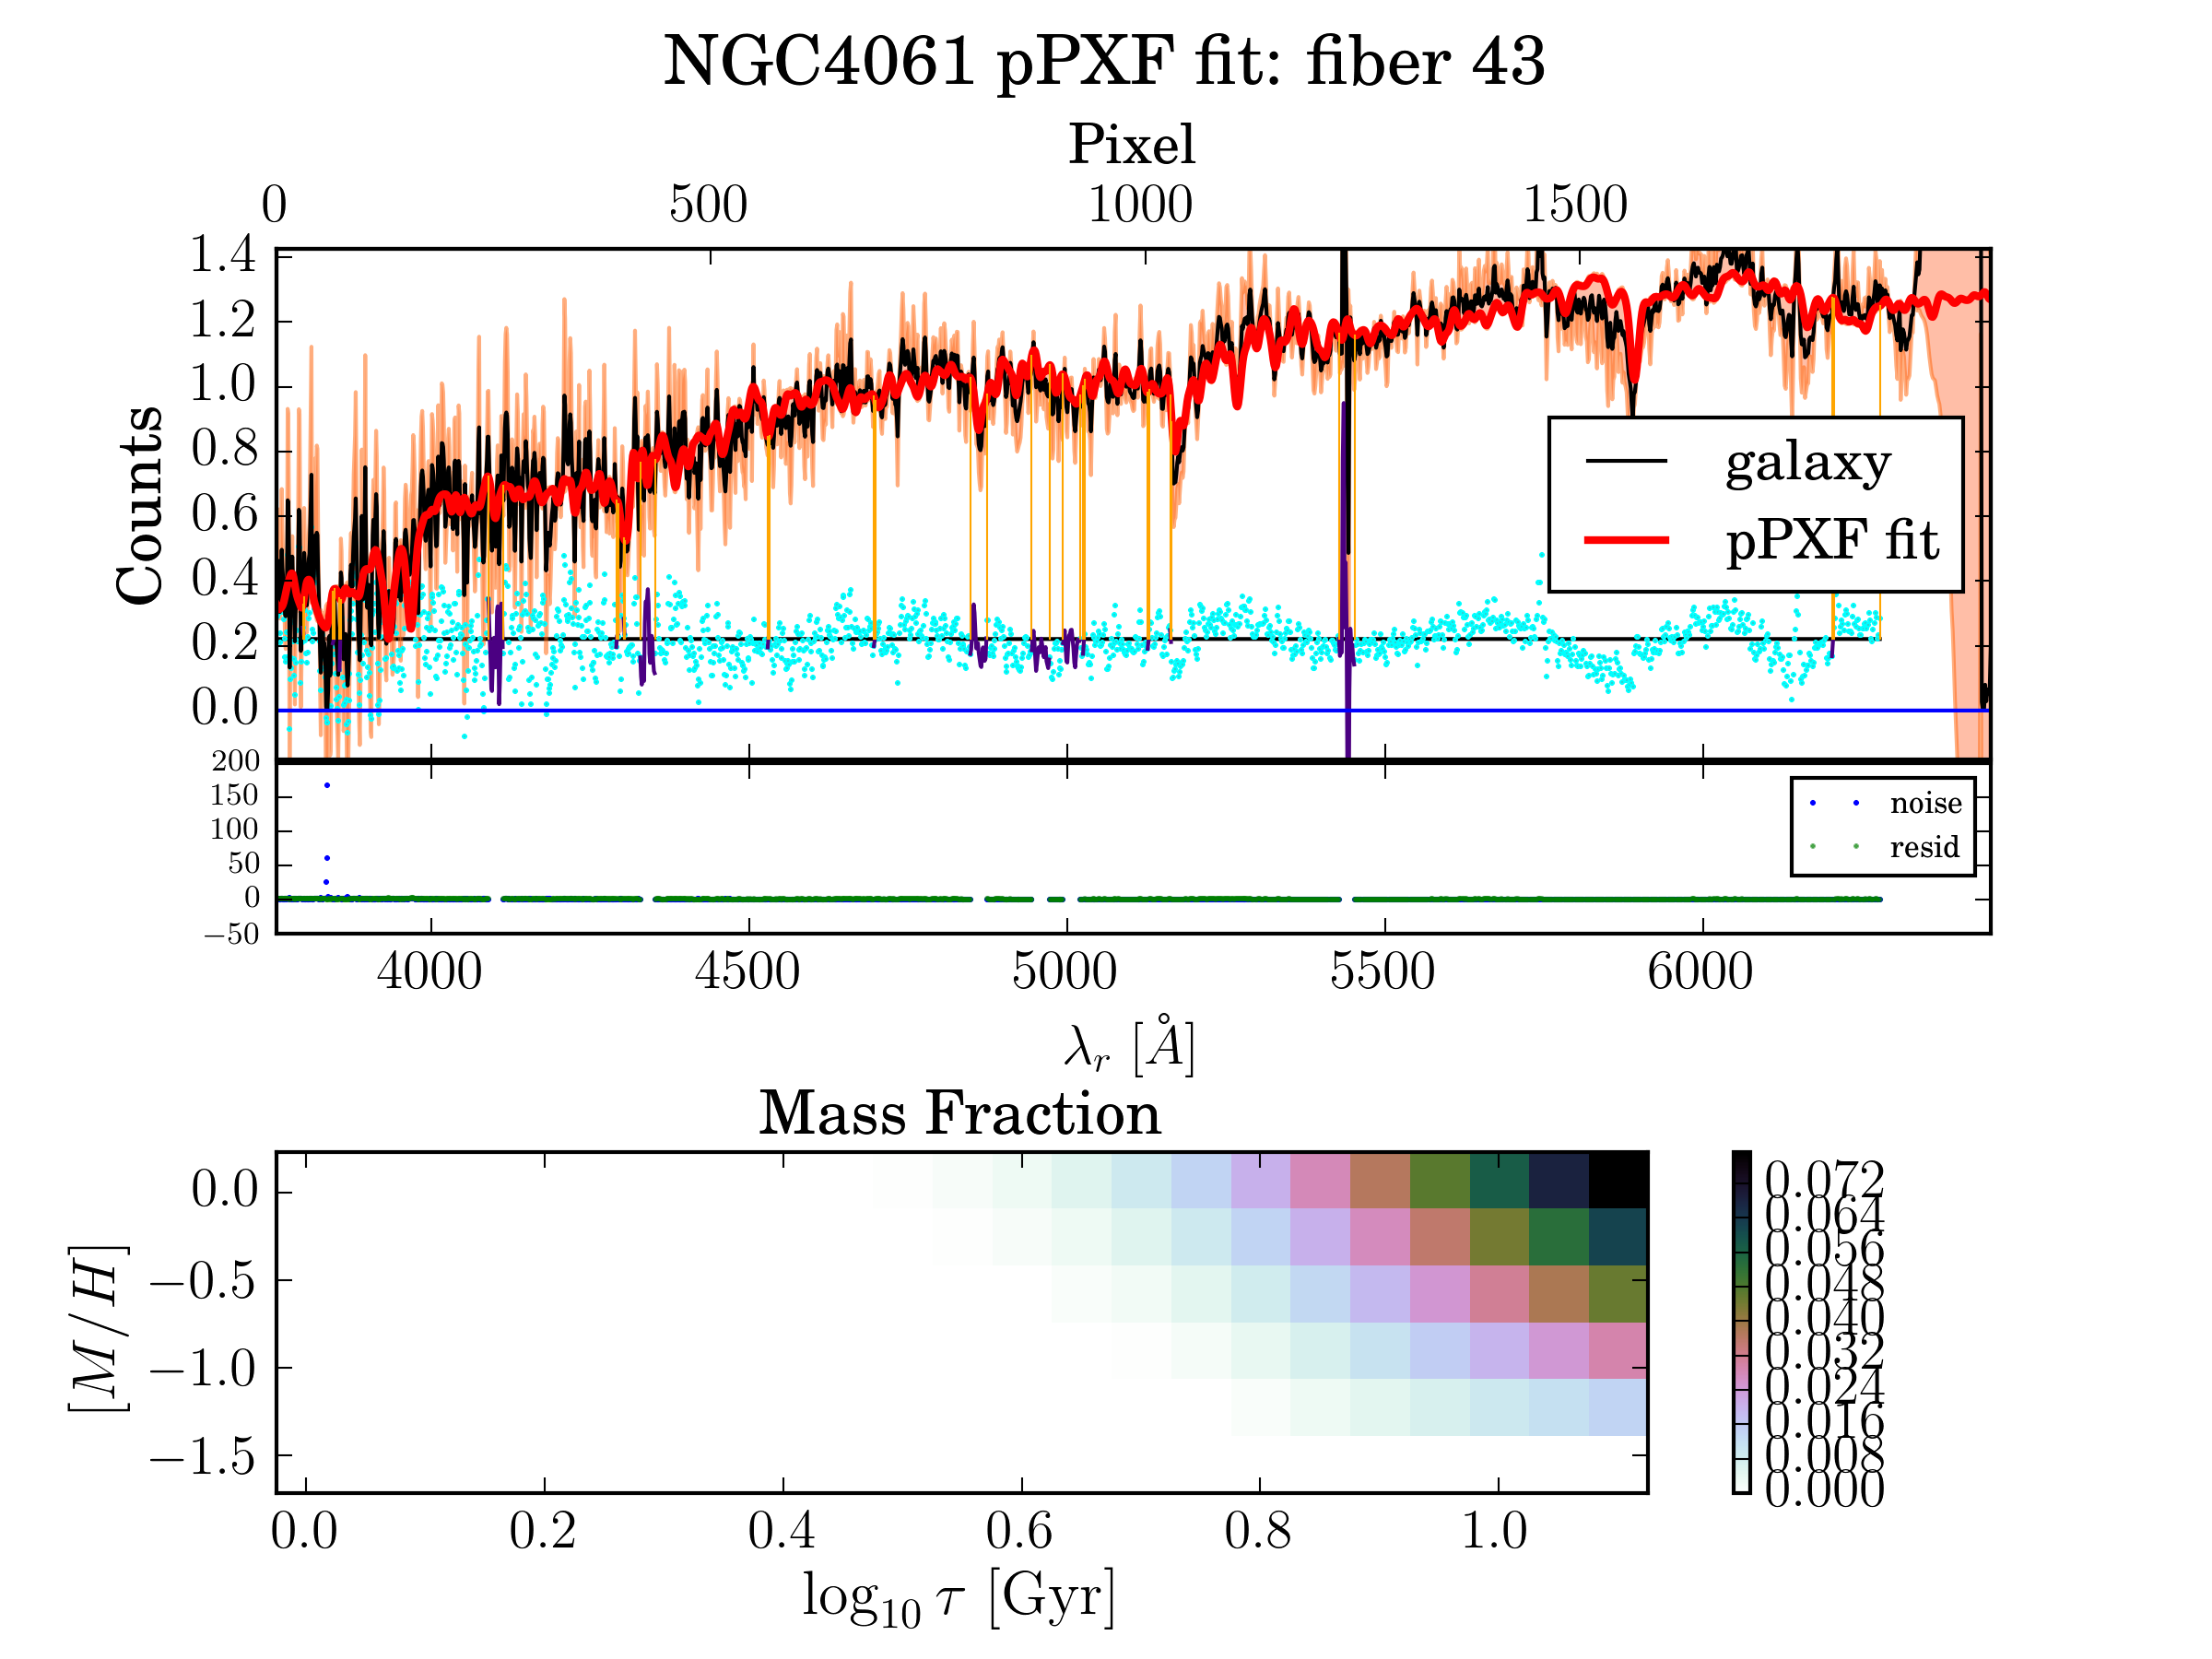 NGC4061 pPXF fit: fiber 43
Pixel
0 500 1000 1500
1.4
1.2
1.0
0.8
0.6
0.4
0.2
0.0
Counts
galaxy
pPXF fit
200
150
100
50
0
−50
noise
resid
4000 4500 5000 5500 6000
λr [Å]
Mass Fraction
0.0
−0.5
−1.0
−1.5
[M/H]
0.072
0.064
0.056
0.048
0.040
0.032
0.024
0.016
0.008
0.000
0.0 0.2 0.4 0.6 0.8 1.0
log10 τ [Gyr]